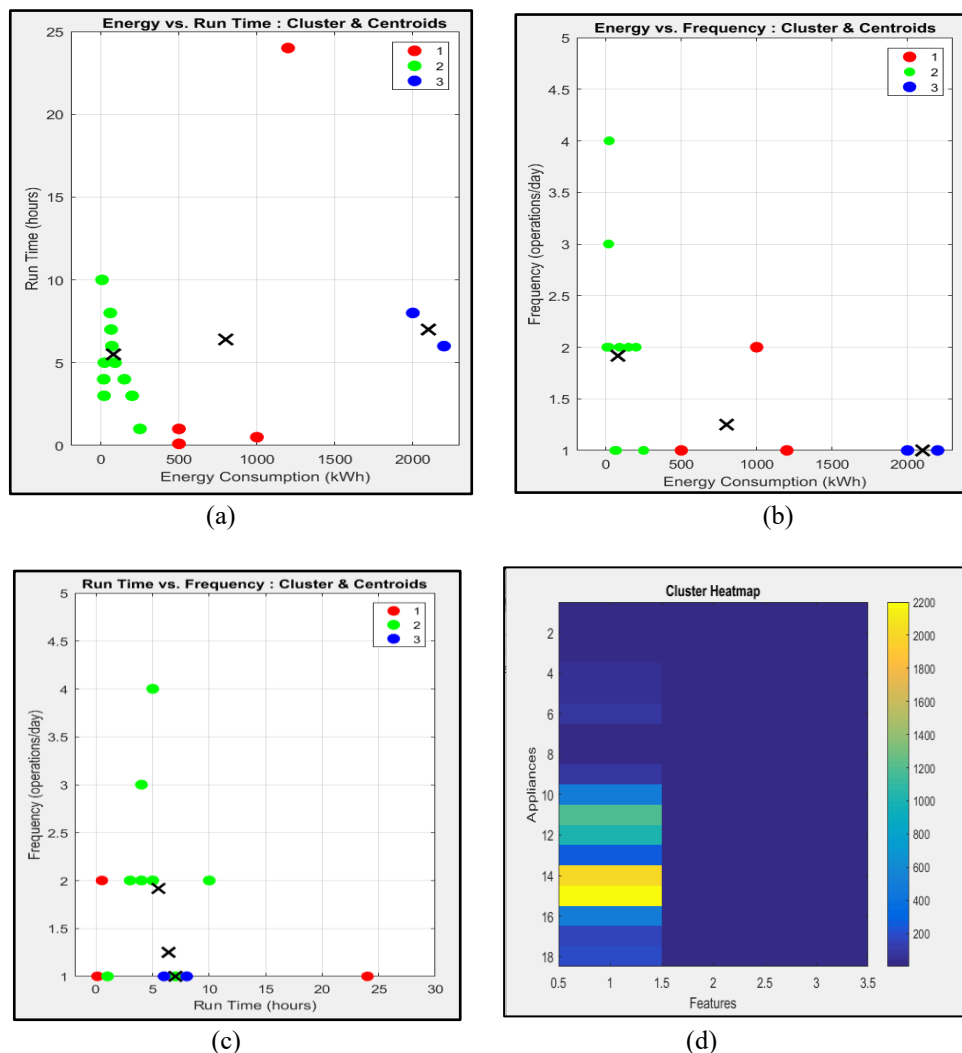 Energy vs. Run Time : Cluster & Centroids
1
2
3
25
20
15
10
5
0
Run Time (hours)
0 500 1000 1500 2000
Energy Consumption (kWh)
(a)
Energy vs. Frequency : Cluster & Centroids
1
2
3
5
4.5
4
3.5
3
2.5
2
1.5
1
Frequency (operations/day)
0 500 1000 1500 2000
Energy Consumption (kWh)
(b)
Run Time vs. Frequency : Cluster & Centroids
1
2
3
5
4.5
4
3.5
3
2.5
2
1.5
1
Frequency (operations/day)
0 5 10 15 20 25 30
Run Time (hours)
(c)
Cluster Heatmap
2
4
6
8
10
12
14
16
18
Appliances
0.5 1 1.5 2 2.5 3 3.5
Features
2200
2000
1800
1600
1400
1200
1000
800
600
400
200
(d)